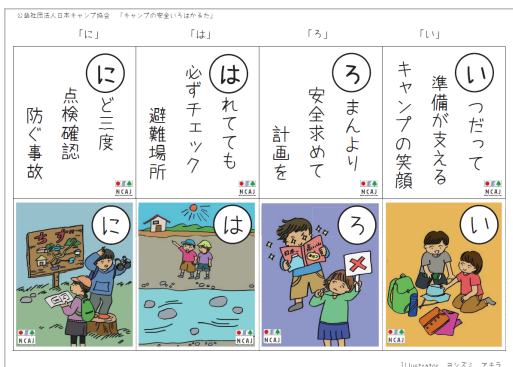 公益社団法人日本キャンプ協会　「キャンプの安全いろはかるた」
「い」
いつだって
準備が支える
キャンプの笑顔
NCAJ
「ろ」
ろまんより
安全求めて
計画を
NCAJ
「は」
はれてても
必ずチェック
避難場所
NCAJ
「に」
にど三度
点検確認
防ぐ事故
NCAJ
い
NCAJ
ろ
NCAJ
は
NCAJ
に
ちず
NCAJ
Illustrator　ヨシズミ　アキラ